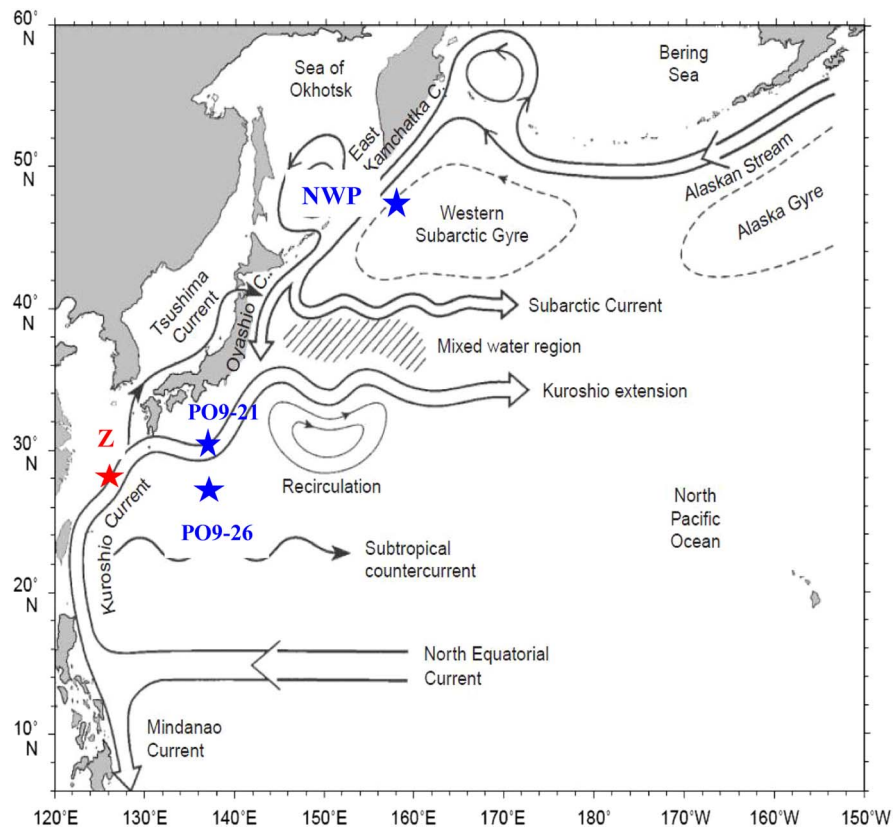 60°
N
50°
N
40°
N
30°
N
20°
N
10°
N
Sea of
Okhotsk
Bering
Sea
East
Kamchatka C.
Alaskan Stream
Alaska Gyre
NWP
Western
Subarctic Gyre
Tsushima
Current
Oyashio C.
Subarctic Current
Mixed water region
Kuroshio extension
PO9-21
Z
Recirculation
Kuroshio Current
PO9-26
North
Pacific
Ocean
Subtropical
countercurrent
North Equatorial
Current
Mindanao
Current
120°E
130°E
140°E
150°E
160°E
170°E
180°W
170°W
160°W
150°W